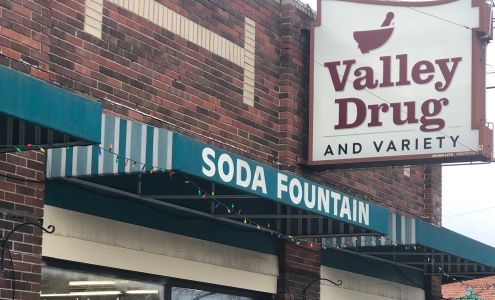 Valley
Drug
AND VARIETY
SODA FOUNTAIN